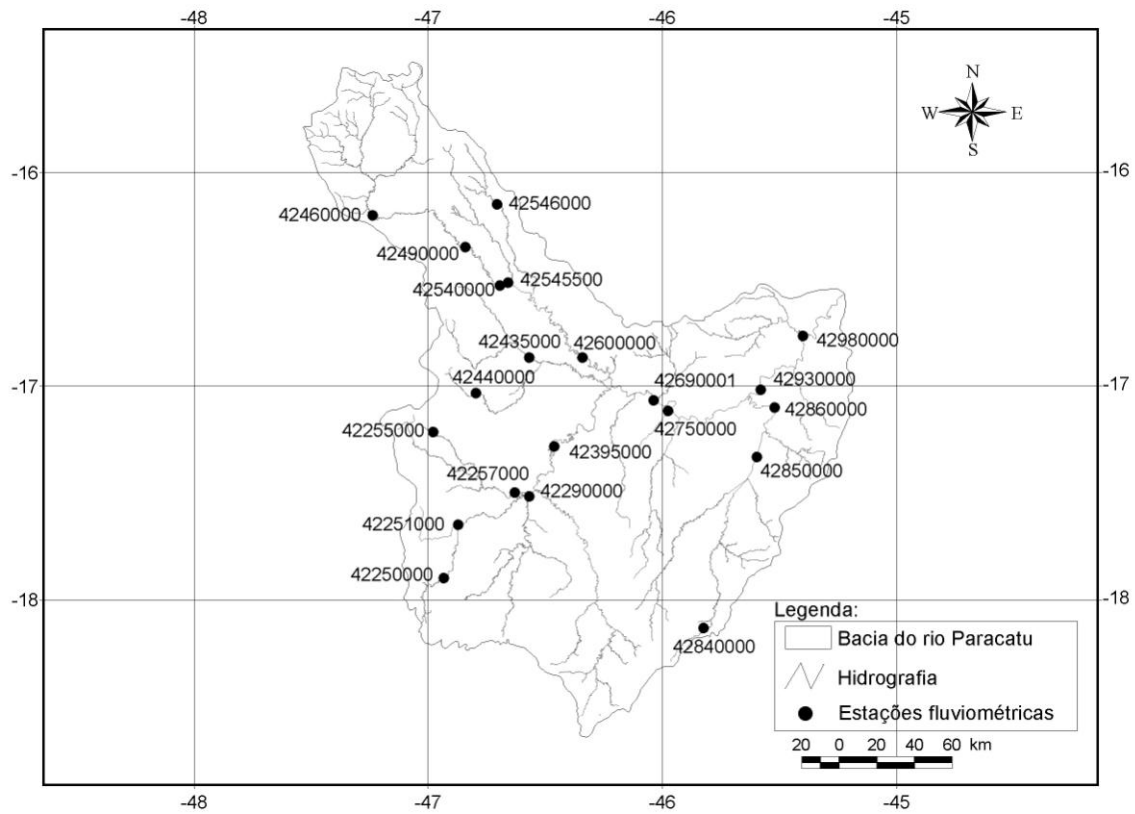 -48 -47 -46 -45
N
W E
S
-16 -16
42546000
42460000
42490000
42545500
42540000
42435000 42600000
42980000
42440000
-17 -17
42690001 42930000
42860000
42750000
42255000
42395000
42850000
42257000
42290000
42251000
42250000
-18 -18
Legenda:
42840000
Bacia do rio Paracatu
Hidrografia
Estações fluviométricas
20 0 20 40 60 km
-48 -47 -46 -45